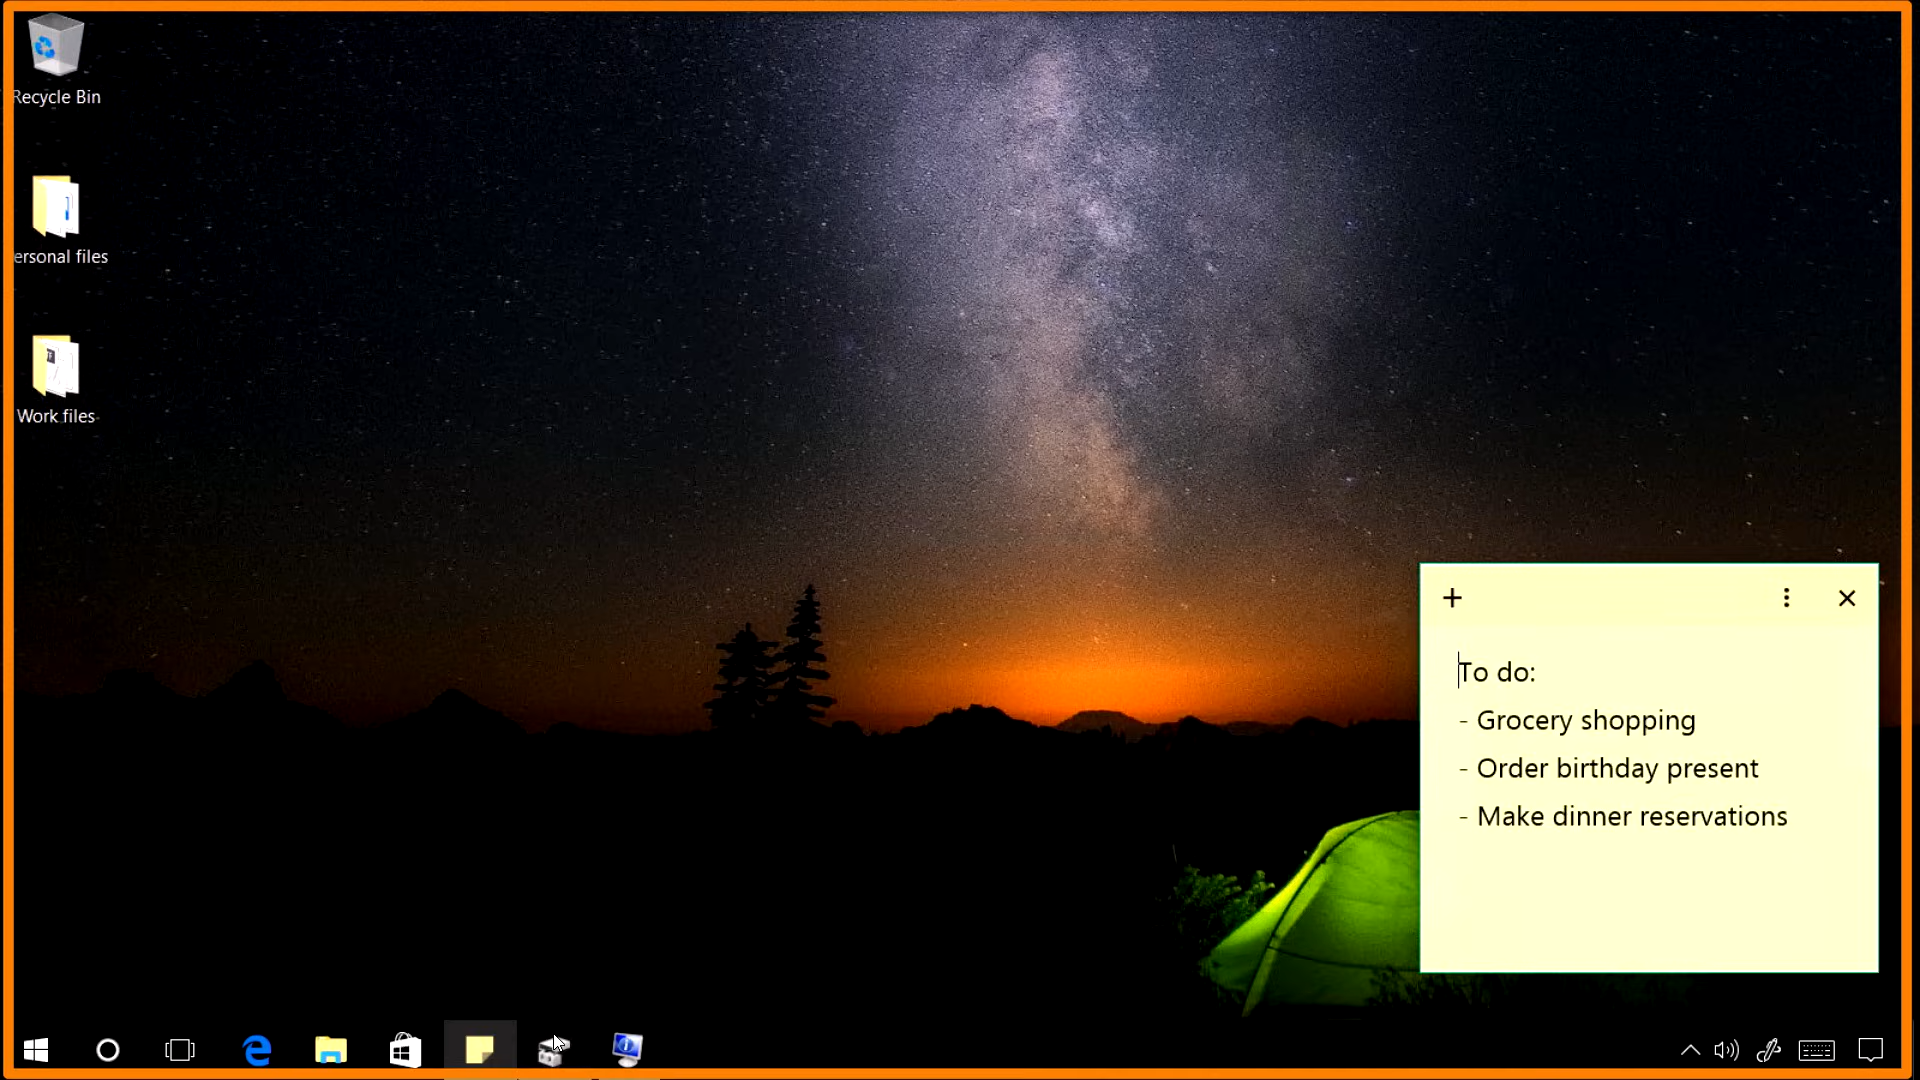 Recycle Bin
ersonal files
Work files
To do:
- Grocery shopping
- Order birthday present
- Make dinner reservations